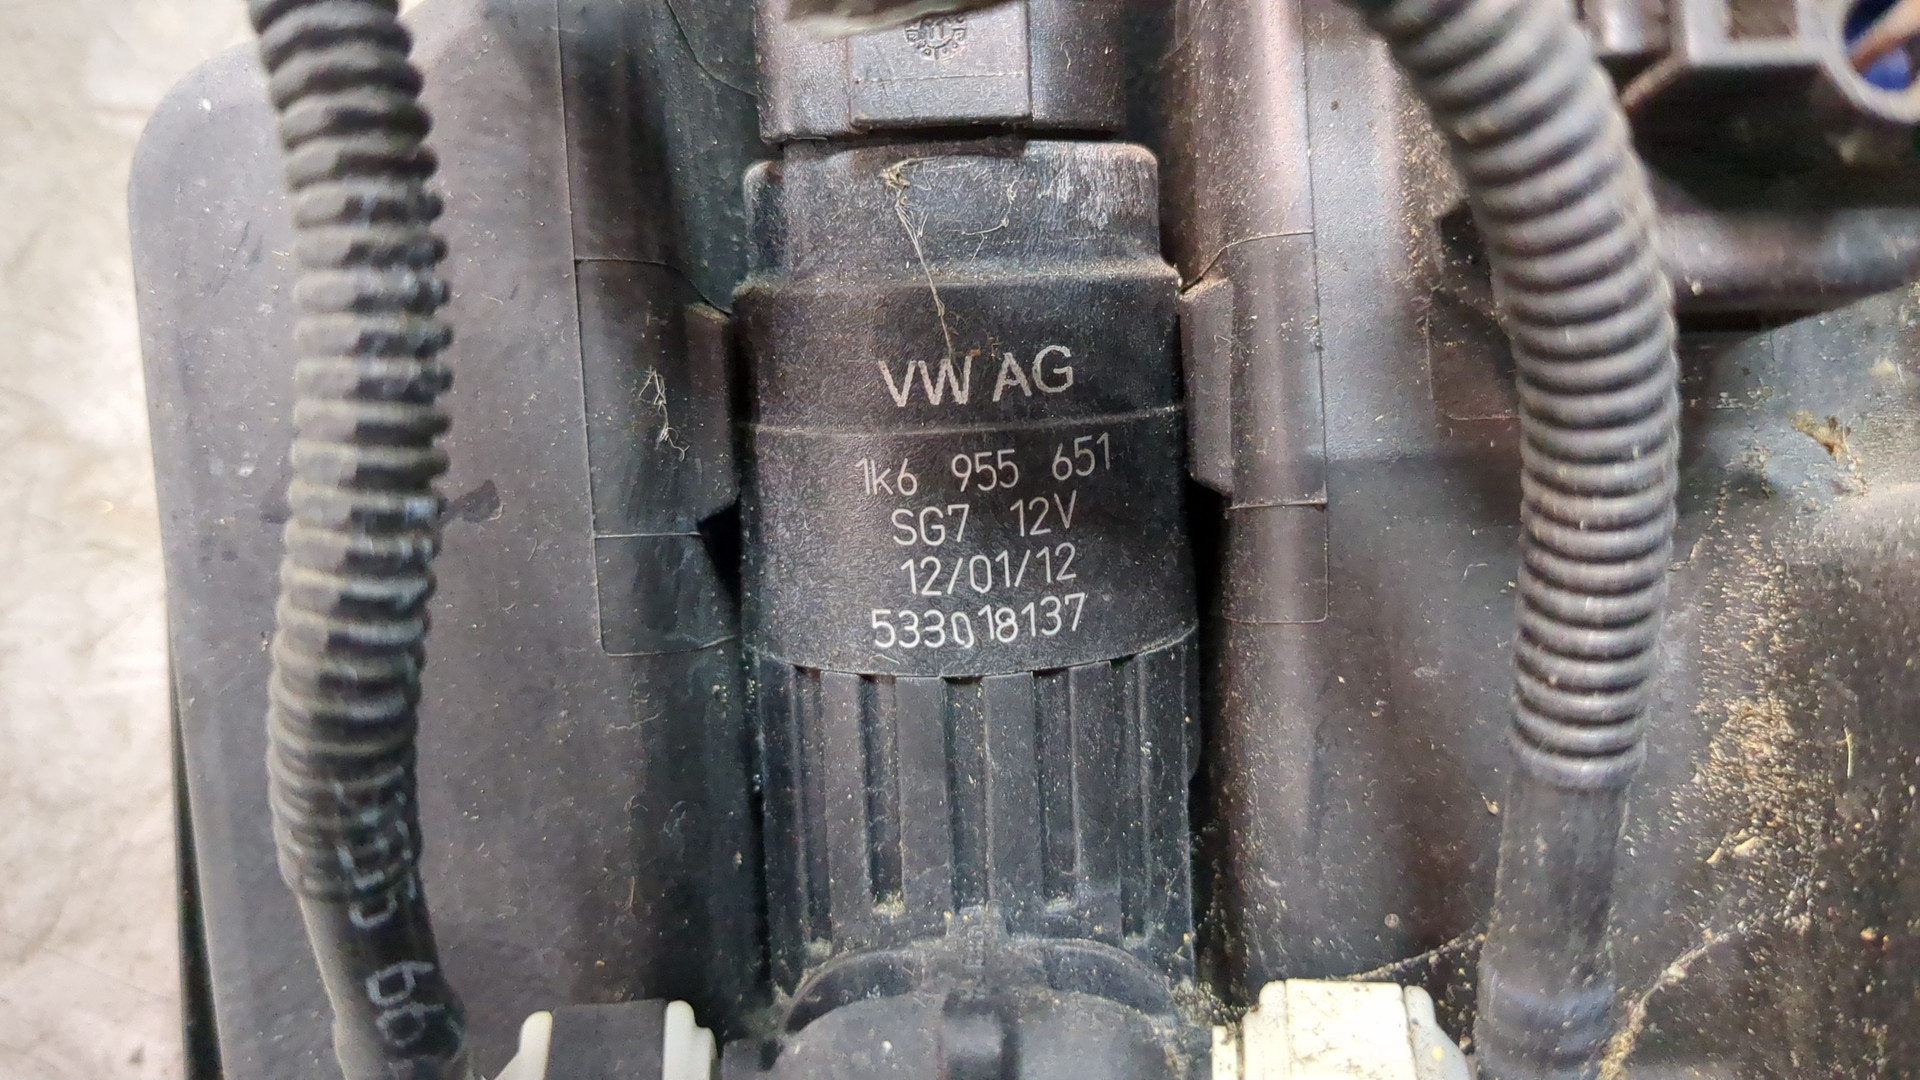 VW AG
1k6 955 651
SG7 12V
12/01/12
533018137